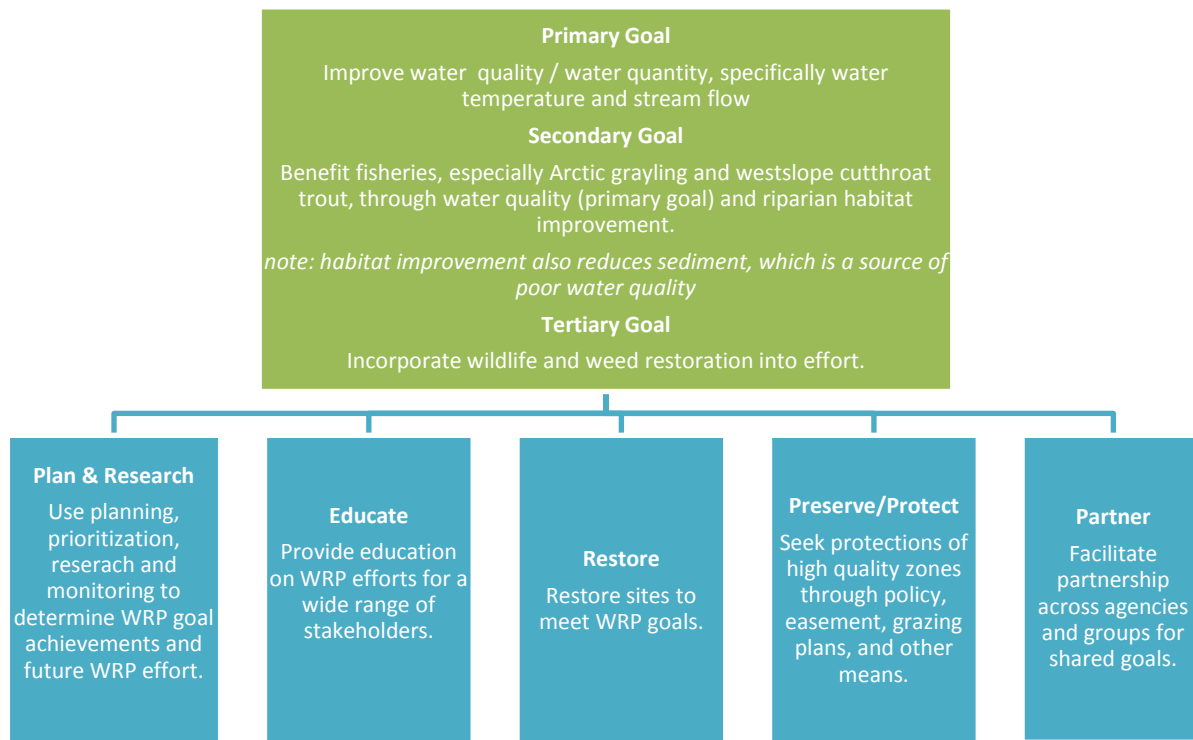 Primary Goal
Improve water quality / water quantity, specifically water
temperature and stream flow
Secondary Goal
Benefit fisheries, especially Arctic grayling and westslope cutthroat
trout, through water quality (primary goal) and riparian habitat
improvement.
note: habitat improvement also reduces sediment, which is a source of
poor water quality
Tertiary Goal
Incorporate wildlife and weed restoration into effort.
Plan & Research
Use planning,
prioritization,
reserach and
monitoring to
determine WRP goal
achievements and
future WRP effort.
Educate
Provide education
on WRP efforts for a
wide range of
stakeholders.
Restore
Restore sites to
meet WRP goals.
Preserve/Protect
Seek protections of
high quality zones
through policy,
easement, grazing
plans, and other
means.
Partner
Facilitate
partnership
across agencies
and groups for
shared goals.